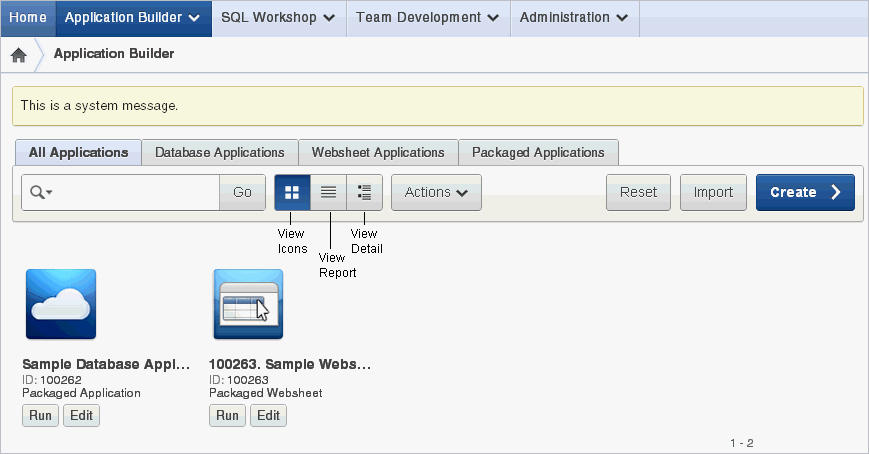 Home Application Builder SQL Workshop Team Development Administration
Application Builder
This is a system message.
All Applications Database Applications Websheet Applications Packaged Applications
Go Actions Reset Import Create
View Icons
View Report
View Detail
Sample Database Appl...
ID: 100262
Packaged Application
Run Edit
100263. Sample Webs...
ID: 100263
Packaged Websheet
Run Edit
1 - 2